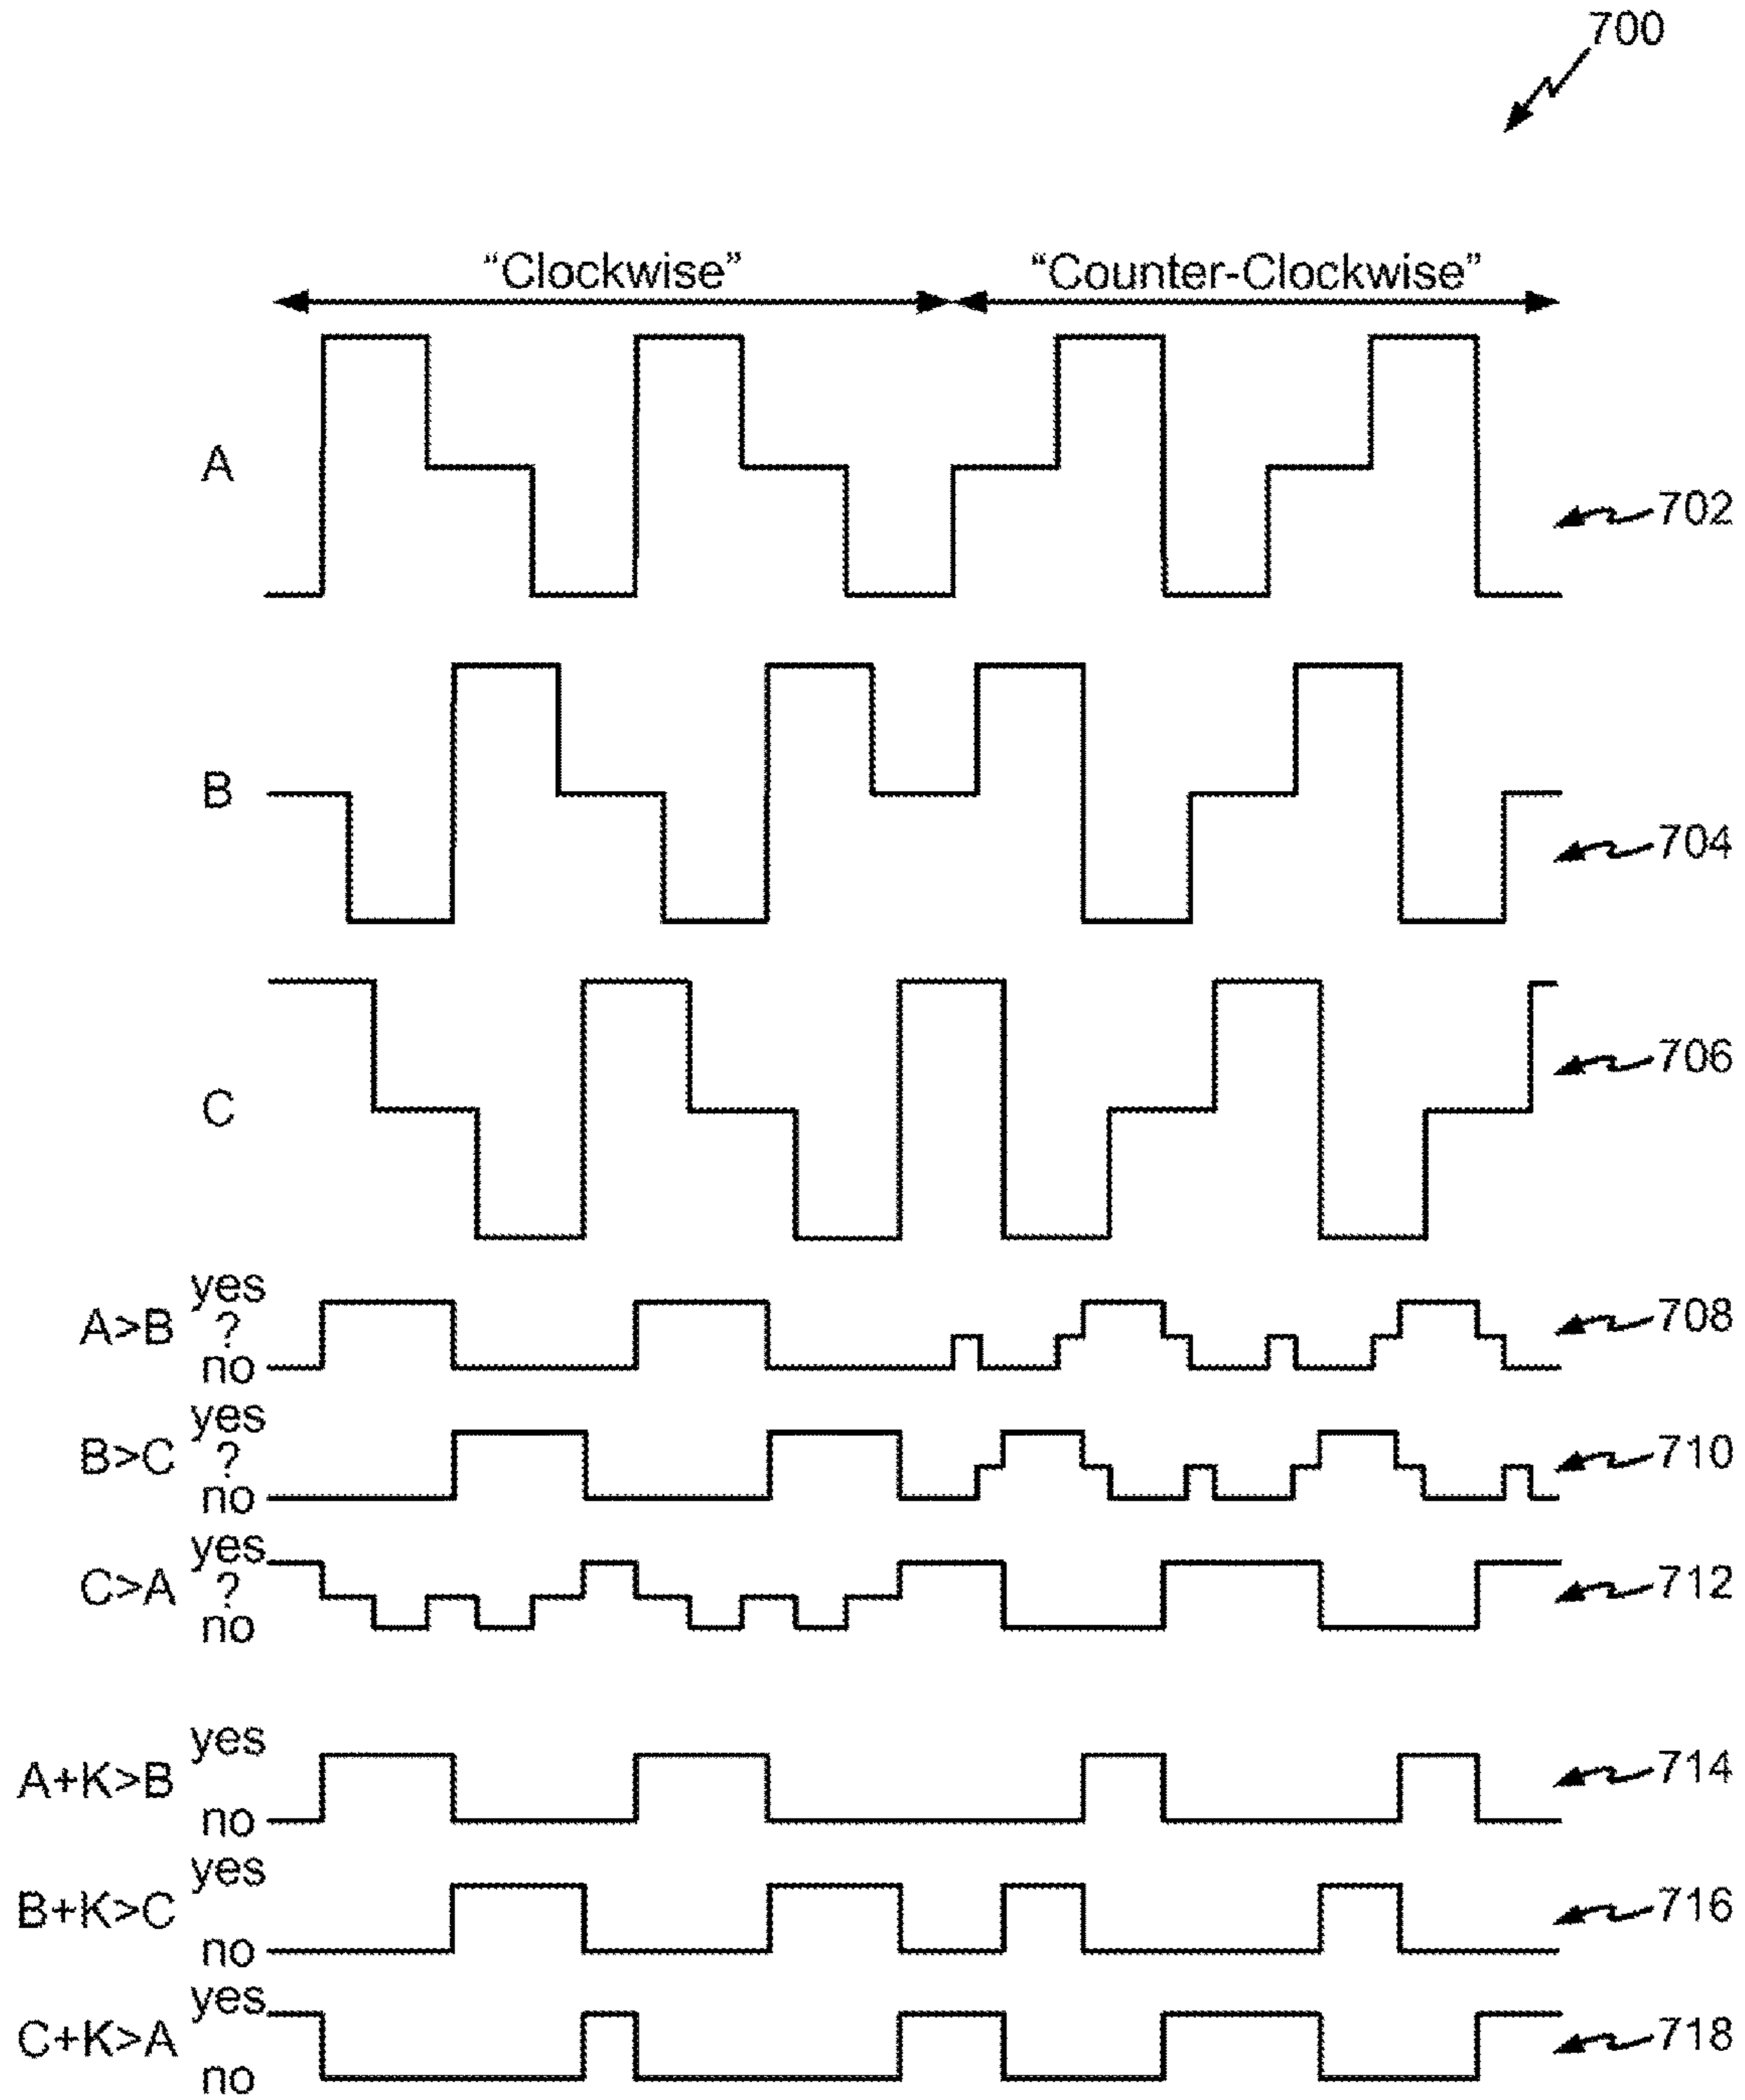 700
“Clockwise” “Counter-Clockwise”
A
702
B
704
C
706
A>B yes ? no
708
B>C yes ? no
710
C>A yes ? no
712
A+K>B yes no
714
B+K>C yes no
716
C+K>A yes no
718